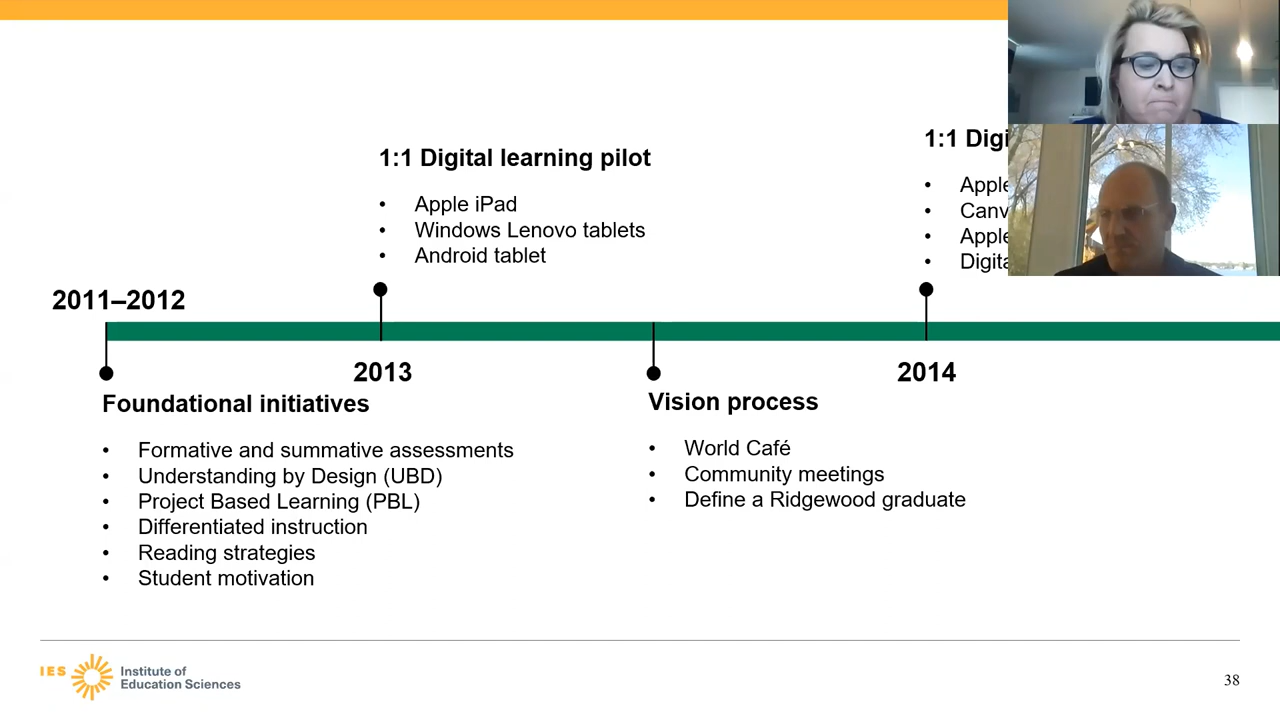 1:1 Digital learning pilot
• Apple iPad
• Windows Lenovo tablets
• Android tablet
1:1 Digi
• Apple
• Canv
• Apple
• Digita
2011–2012
2013
2014
Foundational initiatives
• Formative and summative assessments
• Understanding by Design (UBD)
• Project Based Learning (PBL)
• Differentiated instruction
• Reading strategies
• Student motivation
Vision process
• World Café
• Community meetings
• Define a Ridgewood graduate
IES
Institute of
Education Sciences
38